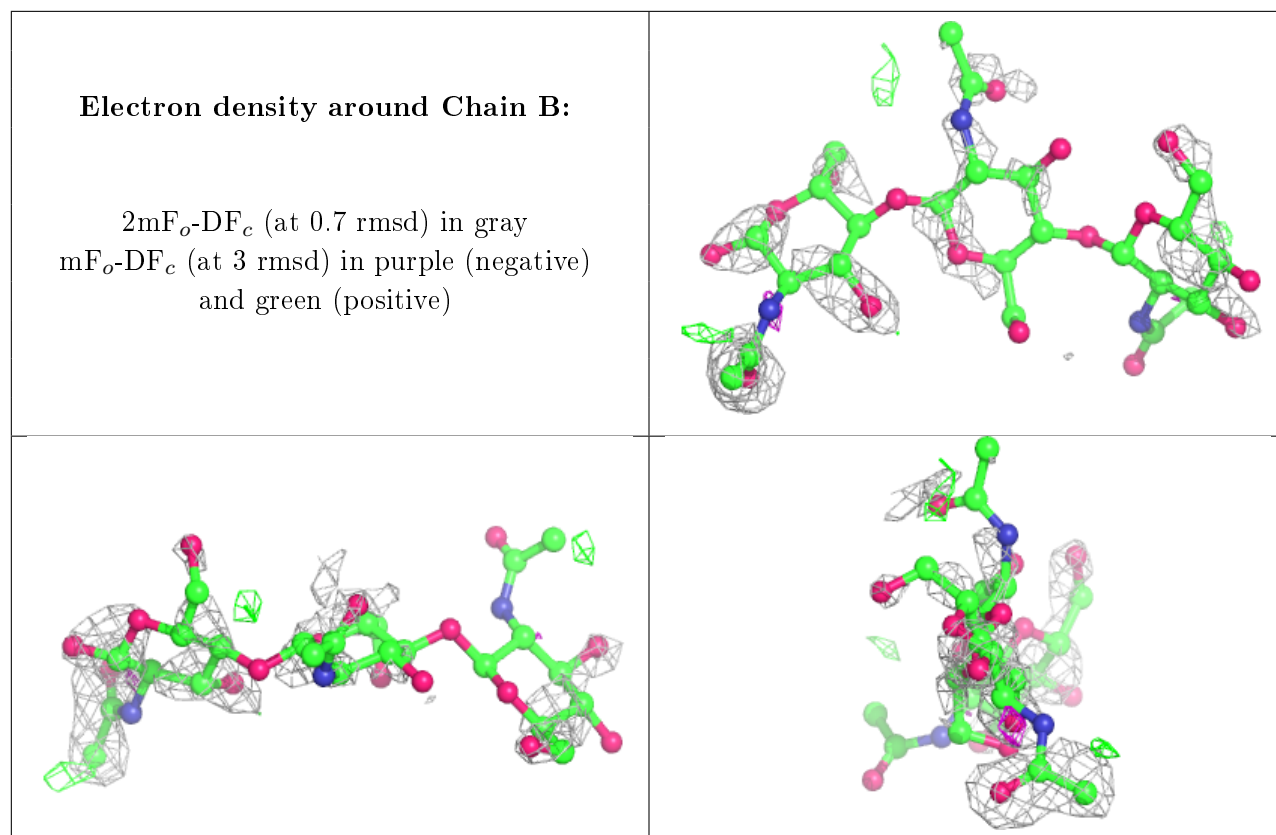 Electron density around Chain B:
2mFₒ-DF𝒸 (at 0.7 rmsd) in gray
mFₒ-DF𝒸 (at 3 rmsd) in purple (negative)
and green (positive)